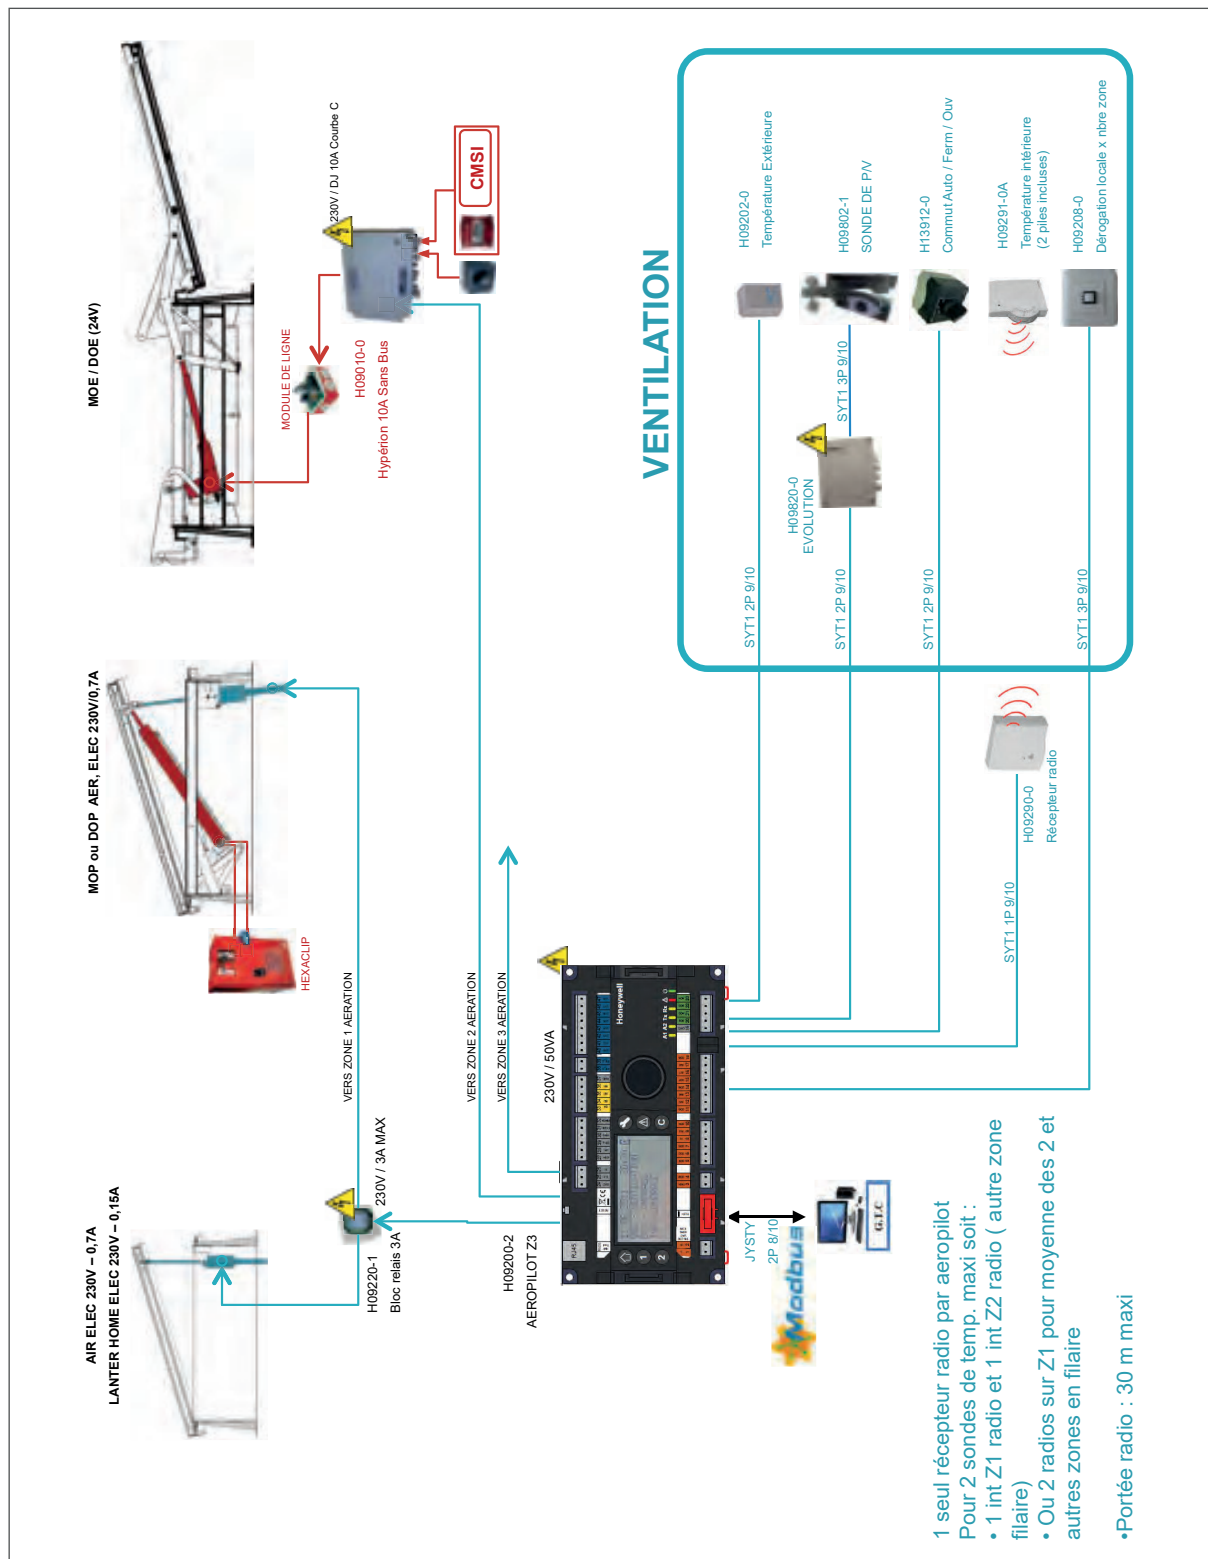 AIR ELEC 230V – 0,7A
LANTER HOME ELEC 230V – 0,15A
MOP ou DOP AER, ELEC 230V/0,7A
MOE / DOE (24V)
HEXACLIP
MODULE DE LIGNE
H09010-0
Hypérion 10A Sans Bus
230V / DJ 10A Courbe C
CMSI
H09220-1
Bloc relais 3A
230V / 3A MAX
VERS ZONE 1 AERATION
VERS ZONE 2 AERATION
VERS ZONE 3 AERATION
H09200-2
AEROPILOT Z3
230V / 50VA
RJ45
Honeywell
A1 A2 Tx Rx
1
2
C
JYSTY
2P 8/10
Modbus
G.T.C
VENTILATION
H09202-0
Température Extérieure
SYT1 2P 9/10
H09802-1
SONDE DE P/V
SYT1 3P 9/10
H09820-0
EVOLUTION
SYT1 2P 9/10
H13912-0
Commut Auto / Ferm / Ouv
SYT1 2P 9/10
H09291-0A
Température intérieure
(2 piles incluses)
H09208-0
Dérogation locale x nbre zone
SYT1 3P 9/10
H09290-0
Récepteur radio
SYT1 1P 9/10
1 seul récepteur radio par aeropilot
Pour 2 sondes de temp. maxi soit :
• 1 int Z1 radio et 1 int Z2 radio ( autre zone
filaire)
• Ou 2 radios sur Z1 pour moyenne des 2 et
autres zones en filaire
•Portée radio : 30 m maxi